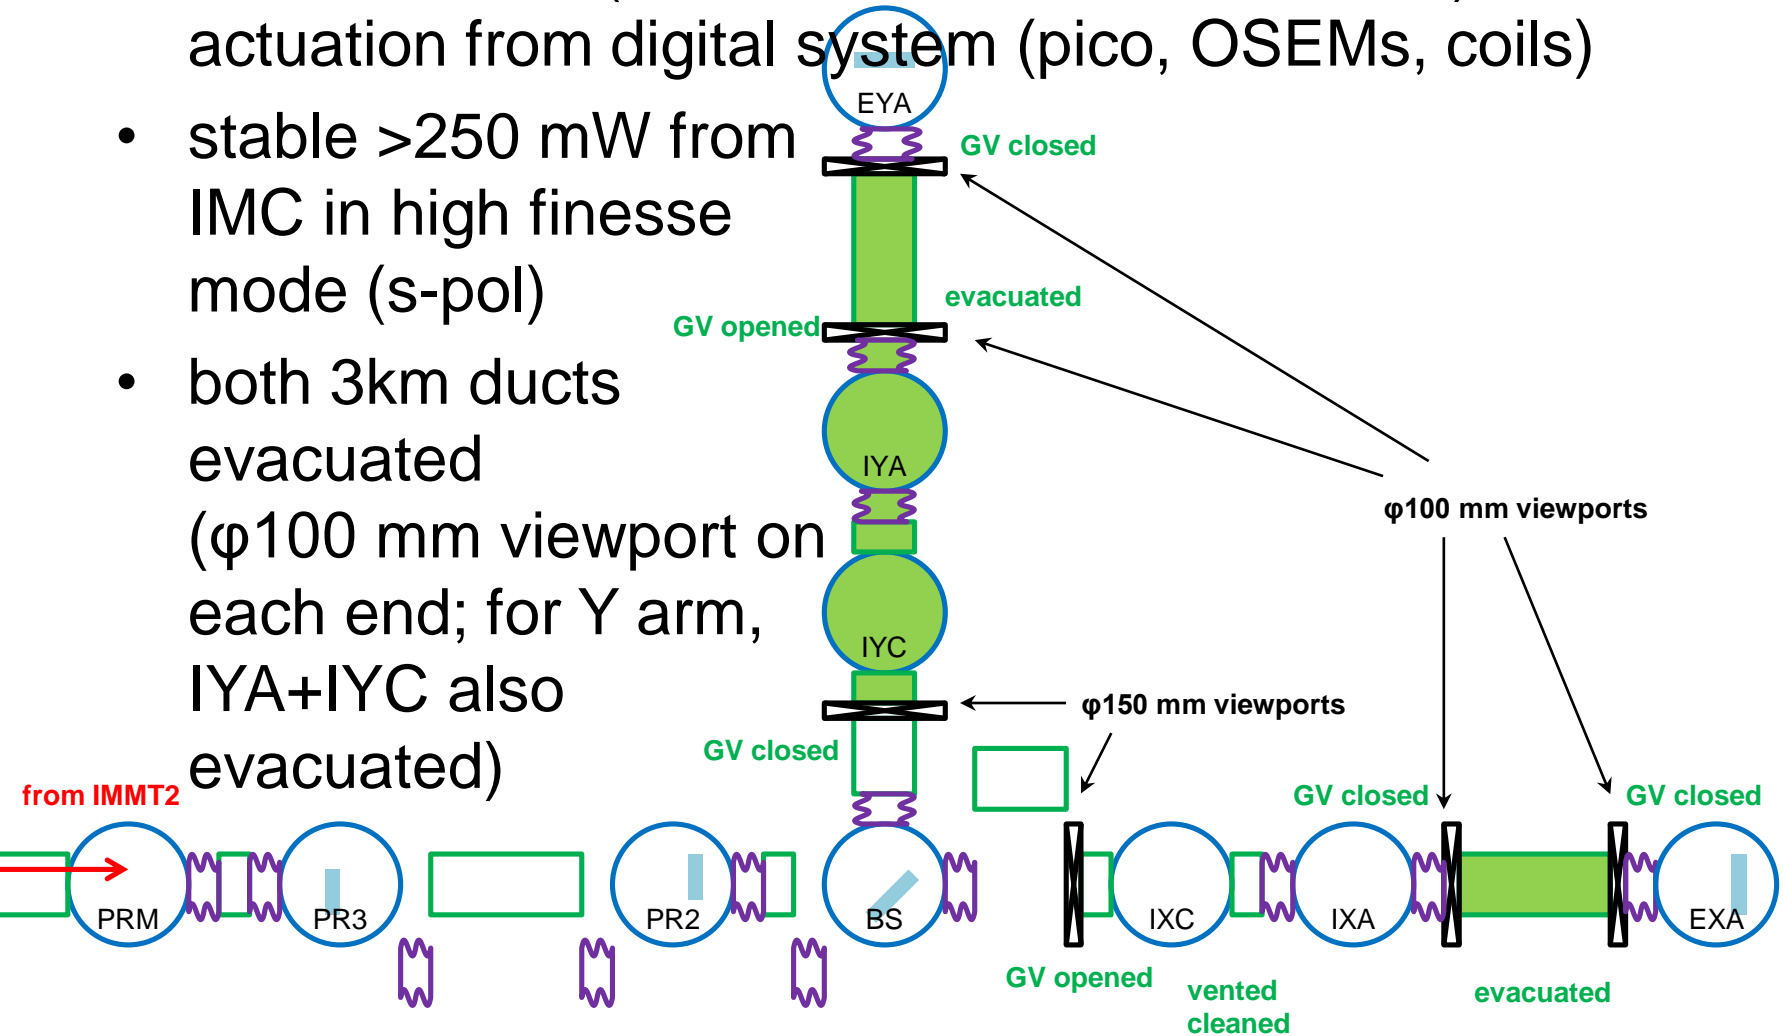 actuation from digital system (pico, OSEMs, coils)
• stable >250 mW from
IMC in high finesse
mode (s-pol)
• both 3km ducts
evacuated
(φ100 mm viewport on
each end; for Y arm,
IYA+IYC also
evacuated)
EYA
GV closed
evacuated
GV opened
IYA
φ100 mm viewports
IYC
φ150 mm viewports
GV closed
from IMMT2
GV closed
GV closed
PRM
PR3
PR2
BS
IXC
IXA
EXA
GV opened
vented
cleaned
evacuated